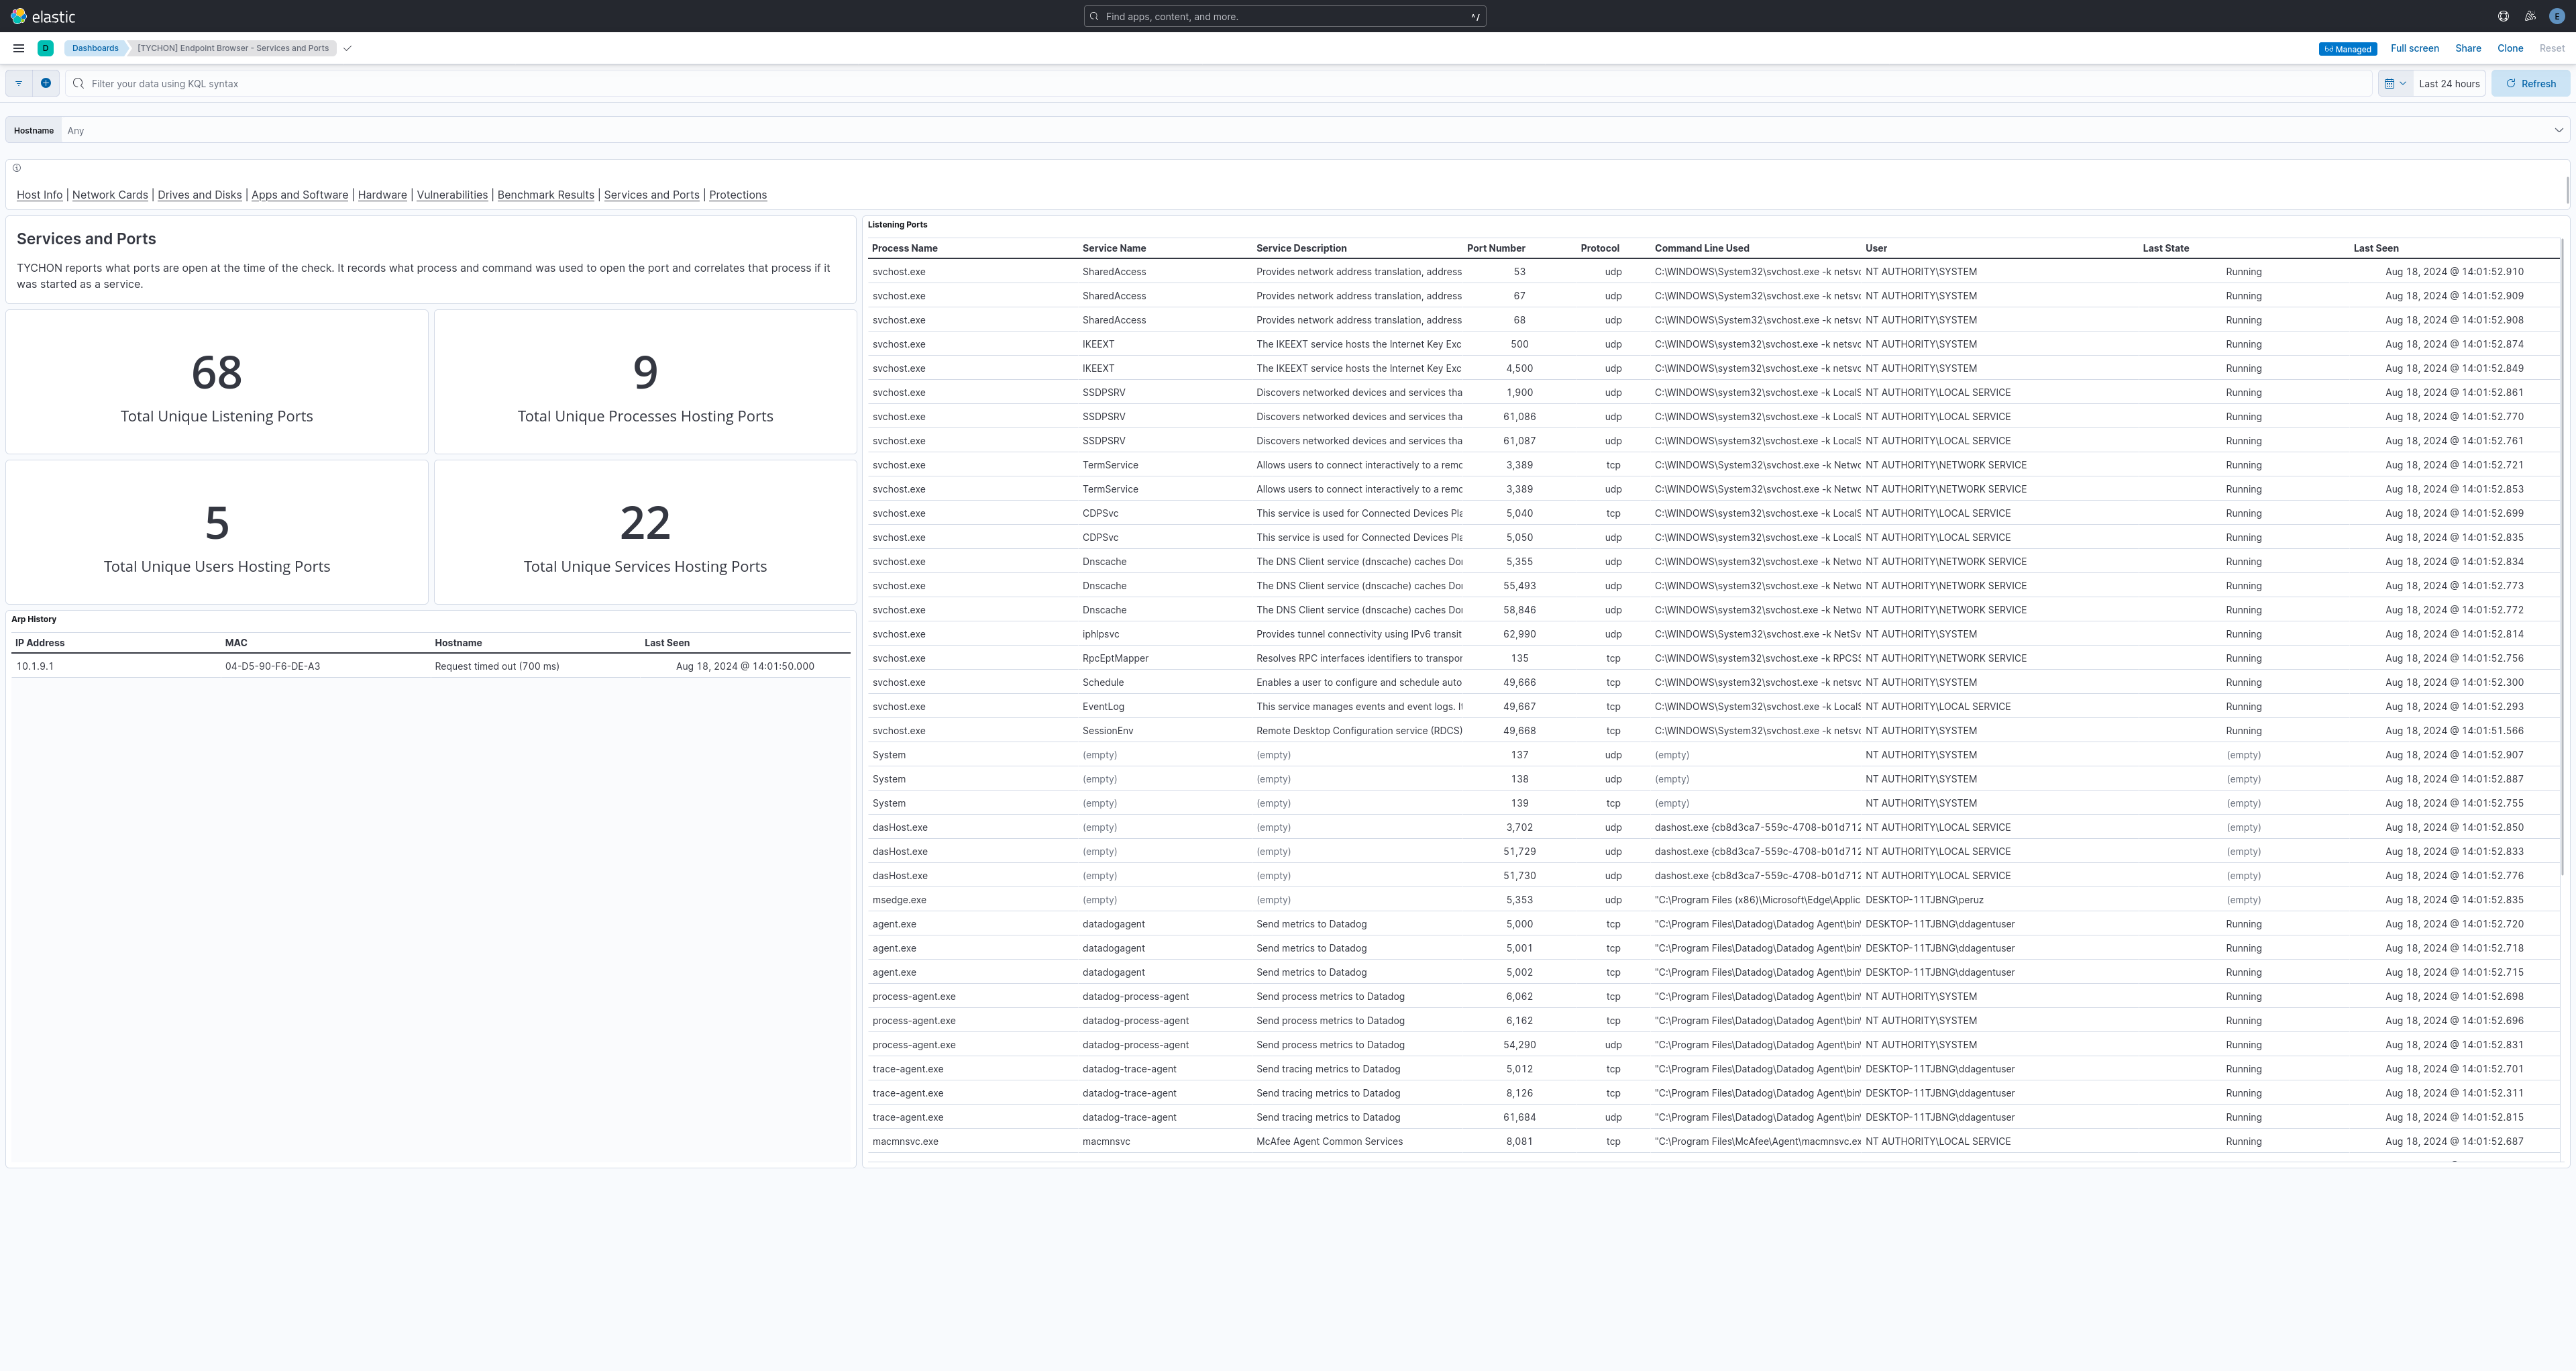 elastic
Find apps, content, and more.
^/
E
D
Dashboards
[TYCHON] Endpoint Browser - Services and Ports
Managed
Full screen
Share
Clone
Reset
Filter your data using KQL syntax
Last 24 hours
Refresh
Hostname
Any
Host Info | Network Cards | Drives and Disks | Apps and Software | Hardware | Vulnerabilities | Benchmark Results | Services and Ports | Protections
Services and Ports
TYCHON reports what ports are open at the time of the check. It records what process and command was used to open the port and correlates that process if it
was started as a service.
68
Total Unique Listening Ports
9
Total Unique Processes Hosting Ports
5
Total Unique Users Hosting Ports
22
Total Unique Services Hosting Ports
Arp History
IP Address MAC Hostname Last Seen
10.1.9.1 04-D5-90-F6-DE-A3 Request timed out (700 ms) Aug 18, 2024 @ 14:01:50.000
Listening Ports
Process Name Service Name Service Description Port Number Protocol Command Line Used User Last State Last Seen
svchost.exe SharedAccess Provides network address translation, address 53 udp C:\WINDOWS\System32\svchost.exe -k netsvc NT AUTHORITY\SYSTEM Running Aug 18, 2024 @ 14:01:52.910
svchost.exe SharedAccess Provides network address translation, address 67 udp C:\WINDOWS\System32\svchost.exe -k netsvc NT AUTHORITY\SYSTEM Running Aug 18, 2024 @ 14:01:52.909
svchost.exe SharedAccess Provides network address translation, address 68 udp C:\WINDOWS\System32\svchost.exe -k netsvc NT AUTHORITY\SYSTEM Running Aug 18, 2024 @ 14:01:52.908
svchost.exe IKEEXT The IKEEXT service hosts the Internet Key Exc 500 udp C:\WINDOWS\system32\svchost.exe -k netsvc NT AUTHORITY\SYSTEM Running Aug 18, 2024 @ 14:01:52.874
svchost.exe IKEEXT The IKEEXT service hosts the Internet Key Exc 4,500 udp C:\WINDOWS\system32\svchost.exe -k netsvc NT AUTHORITY\SYSTEM Running Aug 18, 2024 @ 14:01:52.849
svchost.exe SSDPSRV Discovers networked devices and services tha 1,900 udp C:\WINDOWS\system32\svchost.exe -k LocalS NT AUTHORITY\LOCAL SERVICE Running Aug 18, 2024 @ 14:01:52.861
svchost.exe SSDPSRV Discovers networked devices and services tha 61,086 udp C:\WINDOWS\system32\svchost.exe -k LocalS NT AUTHORITY\LOCAL SERVICE Running Aug 18, 2024 @ 14:01:52.770
svchost.exe SSDPSRV Discovers networked devices and services tha 61,087 udp C:\WINDOWS\system32\svchost.exe -k LocalS NT AUTHORITY\LOCAL SERVICE Running Aug 18, 2024 @ 14:01:52.761
svchost.exe TermService Allows users to connect interactively to a remo 3,389 tcp C:\WINDOWS\System32\svchost.exe -k Netwo NT AUTHORITY\NETWORK SERVICE Running Aug 18, 2024 @ 14:01:52.721
svchost.exe TermService Allows users to connect interactively to a remo 3,389 udp C:\WINDOWS\System32\svchost.exe -k Netwo NT AUTHORITY\NETWORK SERVICE Running Aug 18, 2024 @ 14:01:52.853
svchost.exe CDPSvc This service is used for Connected Devices Pla 5,040 tcp C:\WINDOWS\system32\svchost.exe -k LocalS NT AUTHORITY\LOCAL SERVICE Running Aug 18, 2024 @ 14:01:52.699
svchost.exe CDPSvc This service is used for Connected Devices Pla 5,050 udp C:\WINDOWS\system32\svchost.exe -k LocalS NT AUTHORITY\LOCAL SERVICE Running Aug 18, 2024 @ 14:01:52.835
svchost.exe Dnscache The DNS Client service (dnscache) caches Do 5,355 udp C:\WINDOWS\system32\svchost.exe -k Netwo NT AUTHORITY\NETWORK SERVICE Running Aug 18, 2024 @ 14:01:52.834
svchost.exe Dnscache The DNS Client service (dnscache) caches Do 55,493 udp C:\WINDOWS\system32\svchost.exe -k Netwo NT AUTHORITY\NETWORK SERVICE Running Aug 18, 2024 @ 14:01:52.773
svchost.exe Dnscache The DNS Client service (dnscache) caches Do 58,846 udp C:\WINDOWS\system32\svchost.exe -k Netwo NT AUTHORITY\NETWORK SERVICE Running Aug 18, 2024 @ 14:01:52.772
svchost.exe iphlpsvc Provides tunnel connectivity using IPv6 transit 62,990 udp C:\WINDOWS\System32\svchost.exe -k NetSv NT AUTHORITY\SYSTEM Running Aug 18, 2024 @ 14:01:52.814
svchost.exe RpcEptMapper Resolves RPC interfaces identifiers to transpor 135 tcp C:\WINDOWS\system32\svchost.exe -k RPCSS NT AUTHORITY\NETWORK SERVICE Running Aug 18, 2024 @ 14:01:52.756
svchost.exe Schedule Enables a user to configure and schedule auto 49,666 tcp C:\WINDOWS\system32\svchost.exe -k netsvc NT AUTHORITY\SYSTEM Running Aug 18, 2024 @ 14:01:52.300
svchost.exe EventLog This service manages events and event logs. It 49,667 tcp C:\WINDOWS\System32\svchost.exe -k LocalS NT AUTHORITY\LOCAL SERVICE Running Aug 18, 2024 @ 14:01:52.293
svchost.exe SessionEnv Remote Desktop Configuration service (RDCS) 49,668 tcp C:\WINDOWS\System32\svchost.exe -k netsvc NT AUTHORITY\SYSTEM Running Aug 18, 2024 @ 14:01:51.566
System (empty) (empty) 137 udp (empty) NT AUTHORITY\SYSTEM (empty) Aug 18, 2024 @ 14:01:52.907
System (empty) (empty) 138 udp (empty) NT AUTHORITY\SYSTEM (empty) Aug 18, 2024 @ 14:01:52.887
System (empty) (empty) 139 tcp (empty) NT AUTHORITY\SYSTEM (empty) Aug 18, 2024 @ 14:01:52.755
dasHost.exe (empty) (empty) 3,702 udp dashost.exe {cb8d3ca7-559c-4708-b01d712 NT AUTHORITY\LOCAL SERVICE (empty) Aug 18, 2024 @ 14:01:52.850
dasHost.exe (empty) (empty) 51,729 udp dashost.exe {cb8d3ca7-559c-4708-b01d712 NT AUTHORITY\LOCAL SERVICE (empty) Aug 18, 2024 @ 14:01:52.833
dasHost.exe (empty) (empty) 51,730 udp dashost.exe {cb8d3ca7-559c-4708-b01d712 NT AUTHORITY\LOCAL SERVICE (empty) Aug 18, 2024 @ 14:01:52.776
msedge.exe (empty) (empty) 5,353 udp "C:\Program Files (x86)\Microsoft\Edge\Applic DESKTOP-11TJBNG\peruz (empty) Aug 18, 2024 @ 14:01:52.835
agent.exe datadogagent Send metrics to Datadog 5,000 tcp "C:\Program Files\Datadog\Datadog Agent\bin\ DESKTOP-11TJBNG\ddagentuser Running Aug 18, 2024 @ 14:01:52.720
agent.exe datadogagent Send metrics to Datadog 5,001 tcp "C:\Program Files\Datadog\Datadog Agent\bin\ DESKTOP-11TJBNG\ddagentuser Running Aug 18, 2024 @ 14:01:52.718
agent.exe datadogagent Send metrics to Datadog 5,002 tcp "C:\Program Files\Datadog\Datadog Agent\bin\ DESKTOP-11TJBNG\ddagentuser Running Aug 18, 2024 @ 14:01:52.715
process-agent.exe datadog-process-agent Send process metrics to Datadog 6,062 tcp "C:\Program Files\Datadog\Datadog Agent\bin\ NT AUTHORITY\SYSTEM Running Aug 18, 2024 @ 14:01:52.698
process-agent.exe datadog-process-agent Send process metrics to Datadog 6,162 tcp "C:\Program Files\Datadog\Datadog Agent\bin\ NT AUTHORITY\SYSTEM Running Aug 18, 2024 @ 14:01:52.696
process-agent.exe datadog-process-agent Send process metrics to Datadog 54,290 udp "C:\Program Files\Datadog\Datadog Agent\bin\ NT AUTHORITY\SYSTEM Running Aug 18, 2024 @ 14:01:52.831
trace-agent.exe datadog-trace-agent Send tracing metrics to Datadog 5,012 tcp "C:\Program Files\Datadog\Datadog Agent\bin\ DESKTOP-11TJBNG\ddagentuser Running Aug 18, 2024 @ 14:01:52.701
trace-agent.exe datadog-trace-agent Send tracing metrics to Datadog 8,126 tcp "C:\Program Files\Datadog\Datadog Agent\bin\ DESKTOP-11TJBNG\ddagentuser Running Aug 18, 2024 @ 14:01:52.311
trace-agent.exe datadog-trace-agent Send tracing metrics to Datadog 61,684 udp "C:\Program Files\Datadog\Datadog Agent\bin\ DESKTOP-11TJBNG\ddagentuser Running Aug 18, 2024 @ 14:01:52.815
macmnsvc.exe macmnsvc McAfee Agent Common Services 8,081 tcp "C:\Program Files\McAfee\Agent\macmnsvc.ex NT AUTHORITY\LOCAL SERVICE Running Aug 18, 2024 @ 14:01:52.687